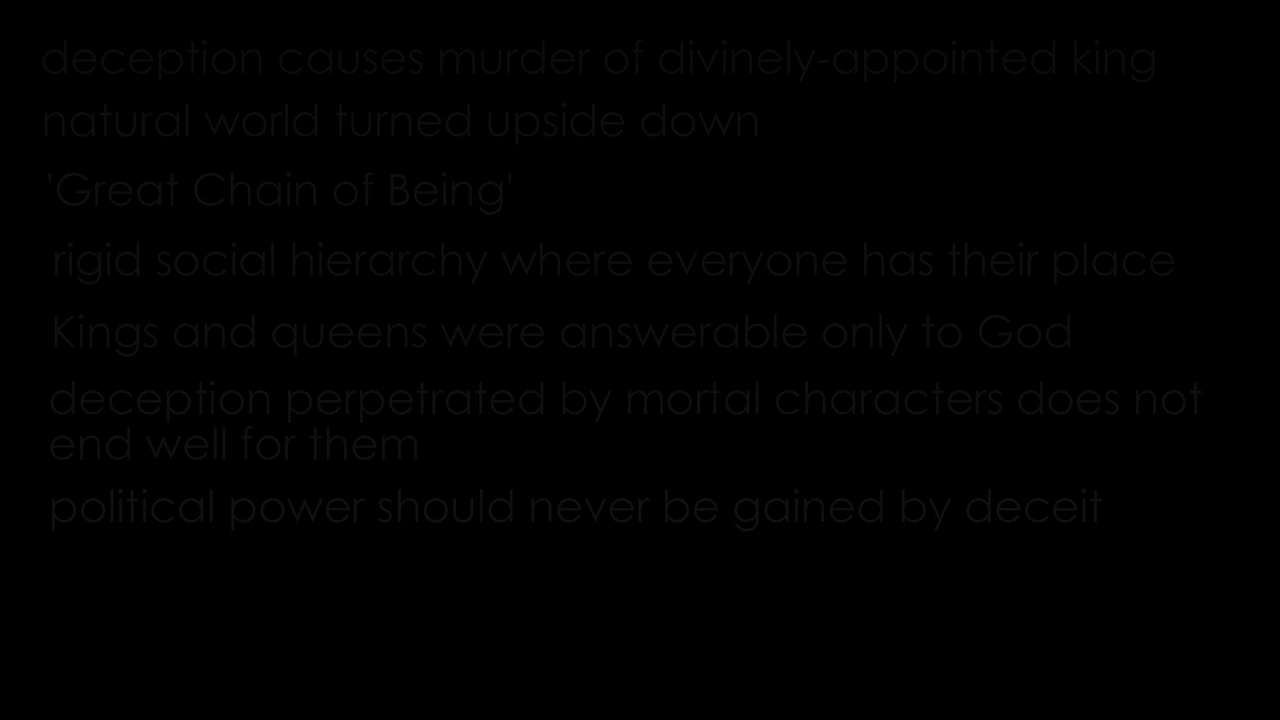 deception causes murder of divinely-appointed king
natural world turned upside down
'Great Chain of Being'
rigid social hierarchy where everyone has their place
Kings and queens were answerable only to God
deception perpetrated by mortal characters does not
end well for them
political power should never be gained by deceit